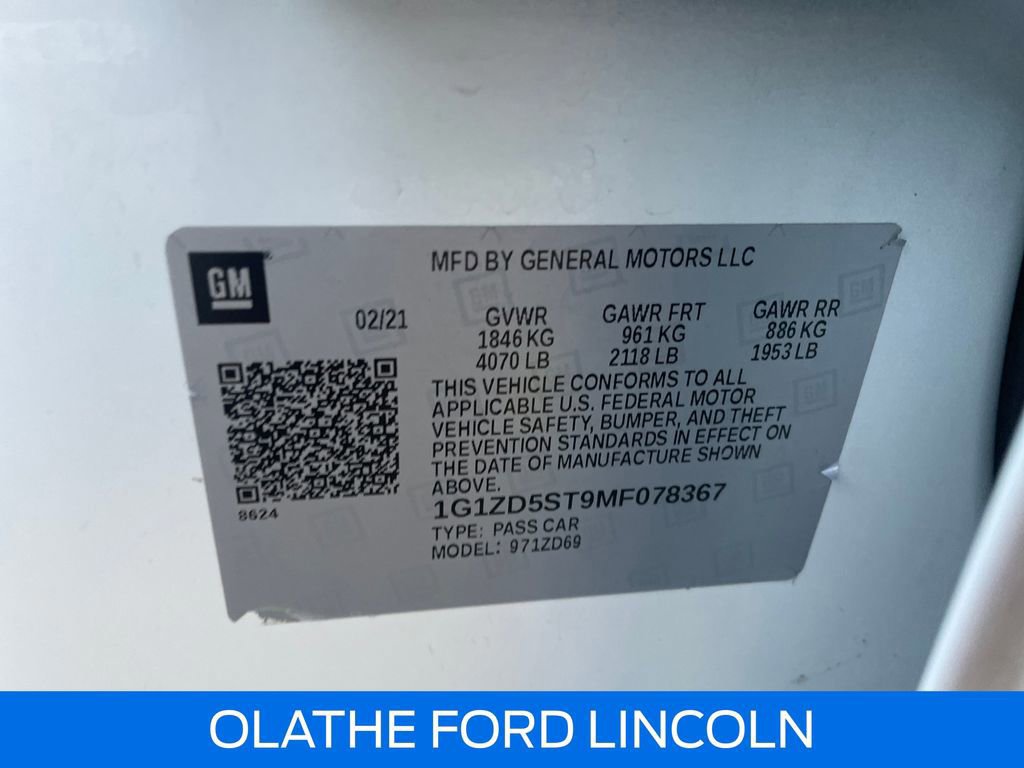 GM
MFD BY GENERAL MOTORS LLC
02/21
GVWR GAWR FRT GAWR RR
1846 KG 961 KG 886 KG
4070 LB 2118 LB 1953 LB
THIS VEHICLE CONFORMS TO ALL
APPLICABLE U.S. FEDERAL MOTOR
VEHICLE SAFETY, BUMPER, AND THEFT
PREVENTION STANDARDS IN EFFECT ON
THE DATE OF MANUFACTURE SHOWN
ABOVE.
8624
1G1ZD5ST9MF078367
TYPE: PASS CAR
MODEL: 971ZD69
OLATHE FORD LINCOLN